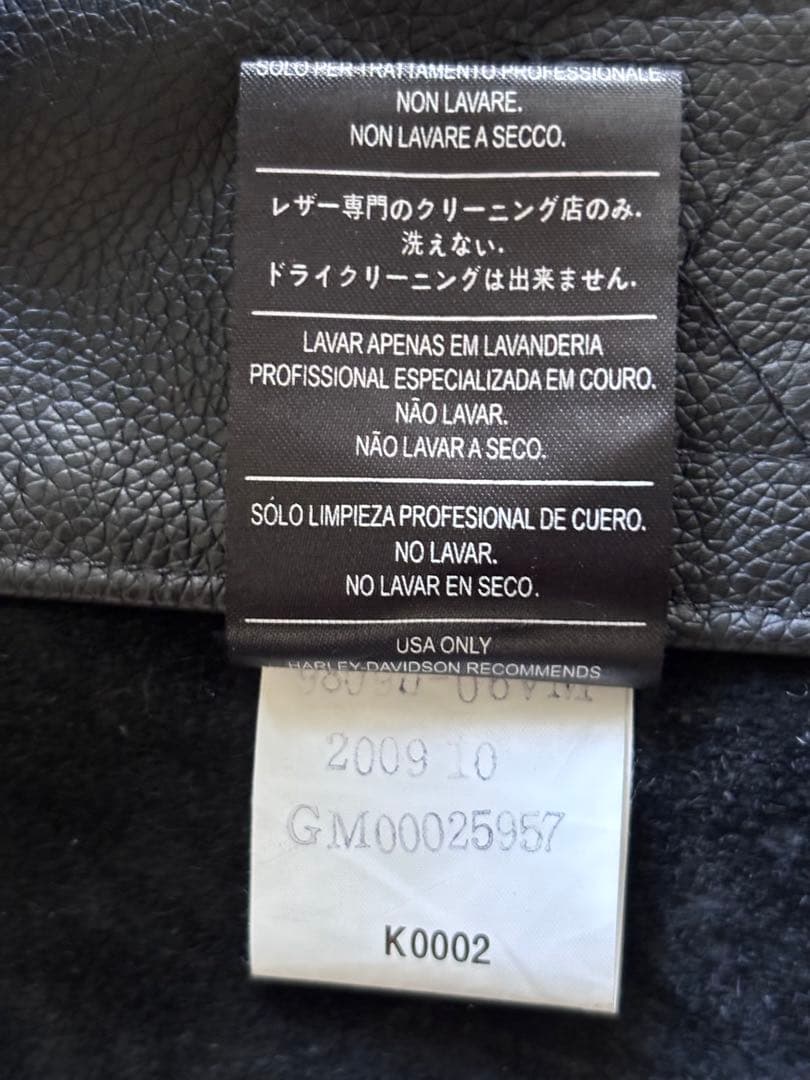 SOLO PER TRATTAMENTO PROFESSIONALE.
NON LAVARE.
NON LAVARE A SECCO.
レザー専門のクリーニング店のみ.
洗えない.
ドライクリーニングは出来ません.
LAVAR APENAS EM LAVANDERIA
PROFISSIONAL ESPECIALIZADA EM COURO.
NÃO LAVAR.
NÃO LAVAR A SECO.
SÓLO LIMPIEZA PROFESIONAL DE CUERO.
NO LAVAR.
NO LAVAR EN SECO.
USA ONLY
HARLEY-DAVIDSON RECOMMENDS
2009 10
GM00025957
K0002